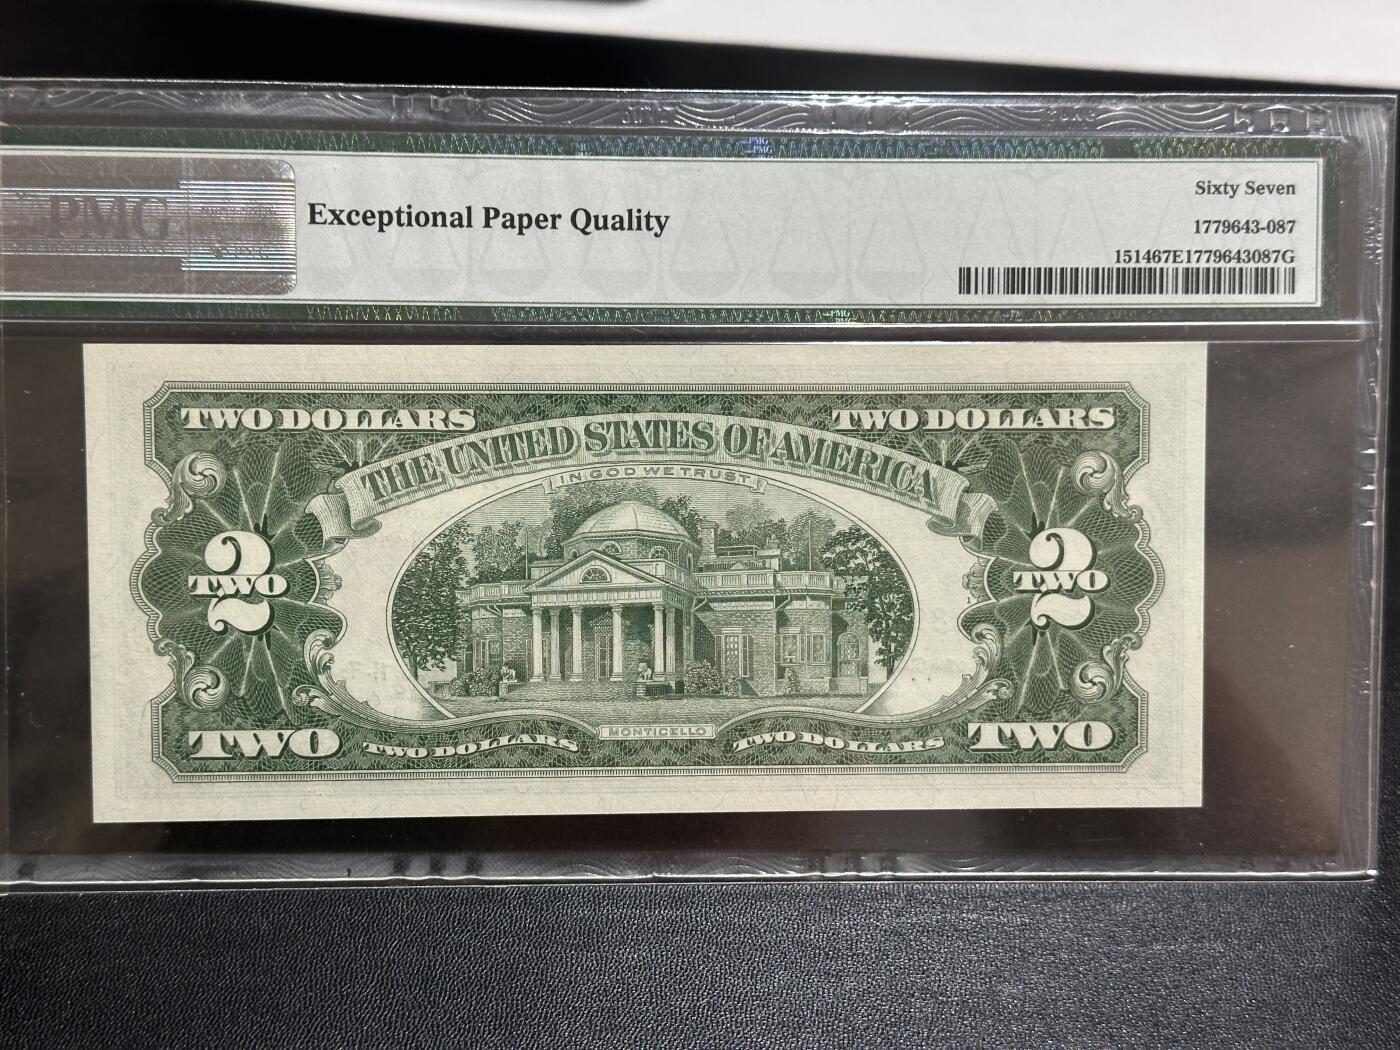 PMG
Exceptional Paper Quality
Sixty Seven
1779643-087
151467E1779643087G
TWO DOLLARS
TWO DOLLARS
THE UNITED STATES OF AMERICA
IN GOD WE TRUST
2
TWO
2
TWO
MONTICELLO
TWO
TWO DOLLARS
TWO DOLLARS
TWO